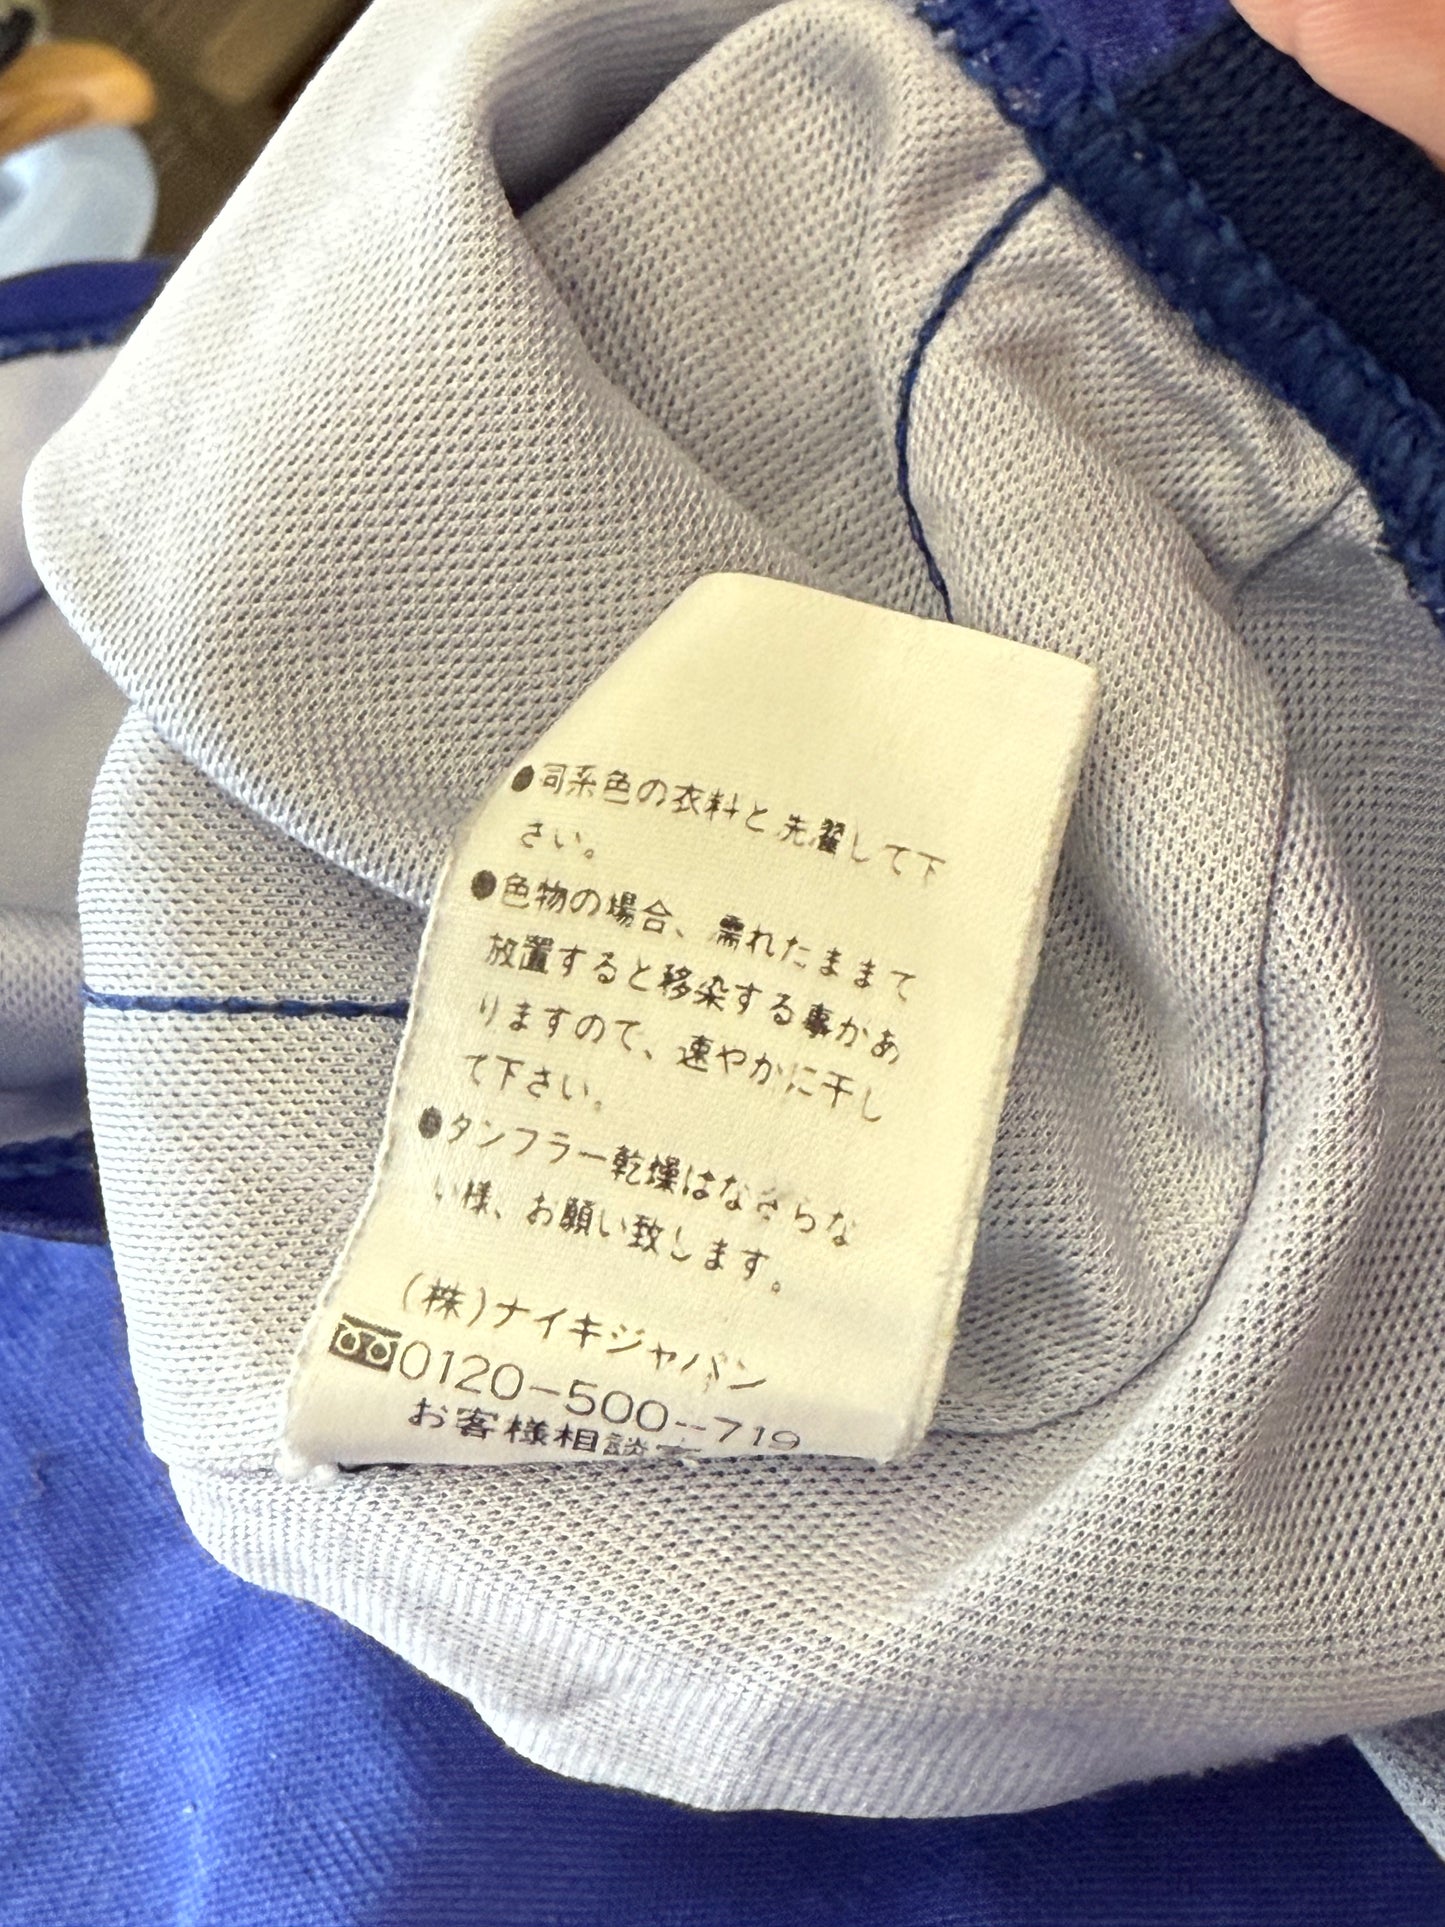 ●同系色の衣料と洗濯して下
さい。
●色物の場合、濡れたままで
放置すると移染する事があ
りますので、速やかに干し
て下さい。
●タンブラー乾燥はなさらな
い様、お願い致します。
(株)ナイキジャパン
0120-500-719
お客様相談室